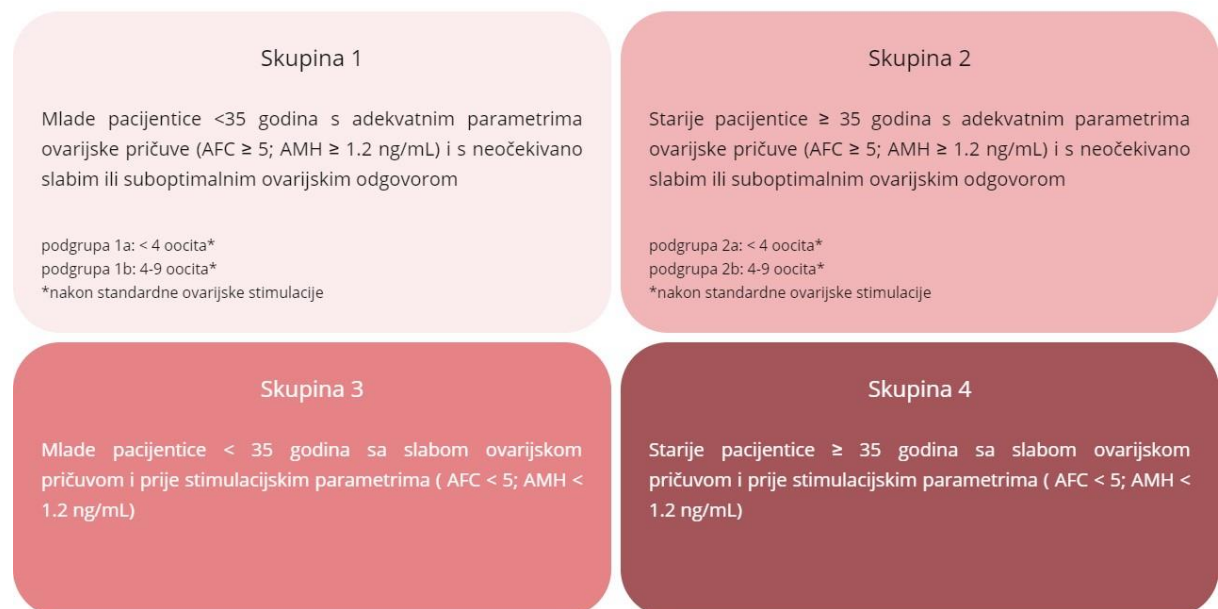 Skupina 1
Mlade pacijentice <35 godina s adekvatnim parametrima
ovarijske pričuve (AFC ≥ 5; AMH ≥ 1.2 ng/mL) i s neočekivano
slabim ili suboptimalnim ovarijskim odgovorom
podgrupa 1a: < 4 oocita*
podgrupa 1b: 4-9 oocita*
*nakon standardne ovarijske stimulacije
Skupina 2
Starije pacijentice ≥ 35 godina s adekvatnim parametrima
ovarijske pričuve (AFC ≥ 5; AMH ≥ 1.2 ng/mL) i s neočekivano
slabim ili suboptimalnim ovarijskim odgovorom
podgrupa 2a: < 4 oocita*
podgrupa 2b: 4-9 oocita*
*nakon standardne ovarijske stimulacije
Skupina 3
Mlade pacijentice < 35 godina sa slabom ovarijskom
pričuvom i prije stimulacijskim parametrima ( AFC < 5; AMH <
1.2 ng/mL)
Skupina 4
Starije pacijentice ≥ 35 godina sa slabom ovarijskom
pričuvom i prije stimulacijskim parametrima ( AFC < 5; AMH <
1.2 ng/mL)